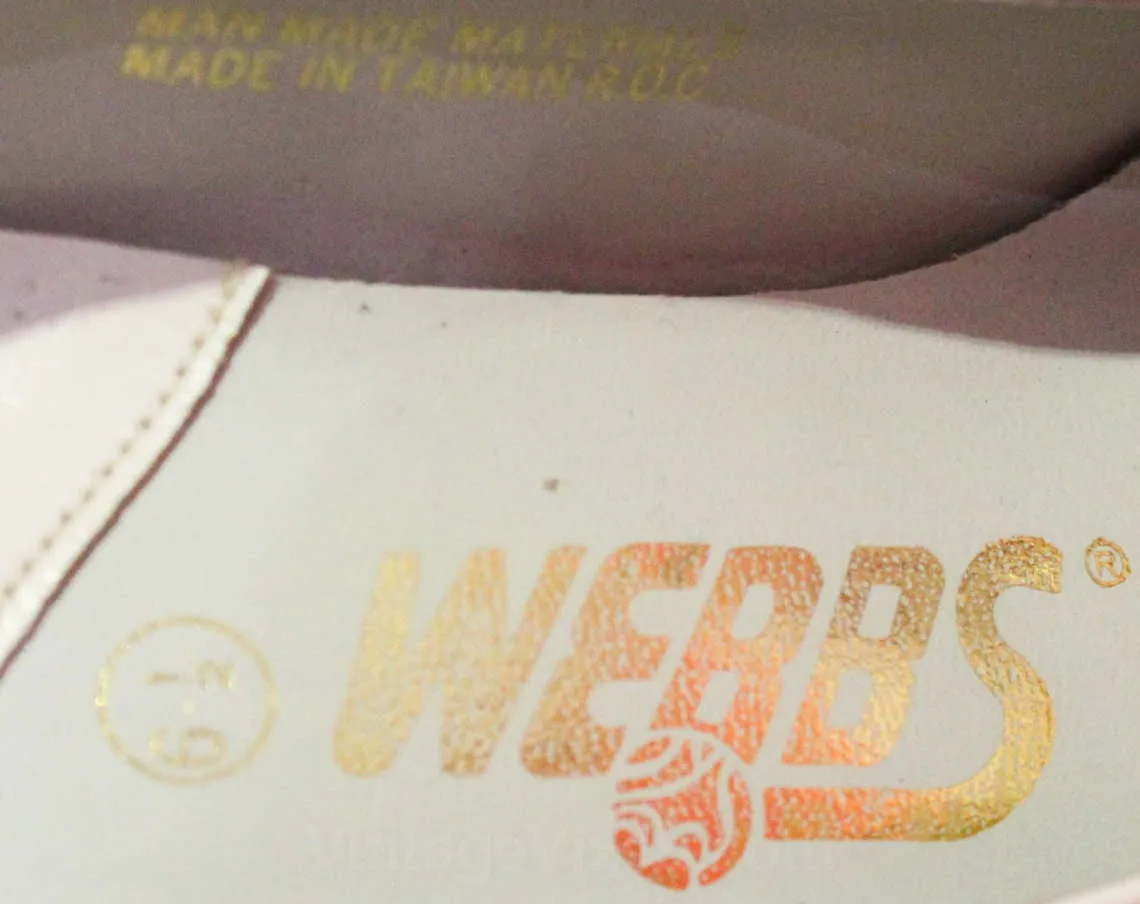 MAN MADE MATERIALS
MADE IN TAIWAN R.O.C
WEBBS®
6 1/2